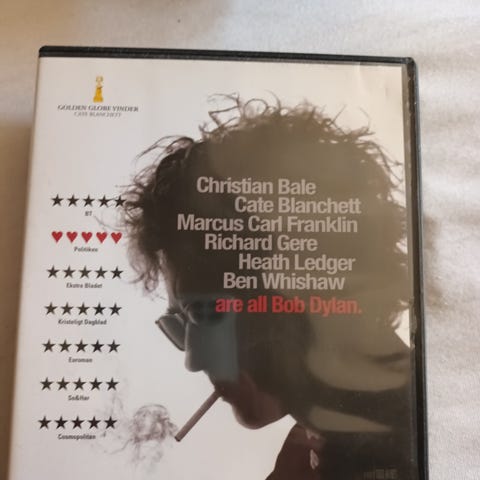 GOLDEN GLOBE VINDER
CATE BLANCHETT
BT
Politiken
Ekstra Bladet
Kristeligt Dagblad
Euroman
Go&Hør
Cosmopolitan
Christian Bale
Cate Blanchett
Marcus Carl Franklin
Richard Gere
Heath Ledger
Ben Whishaw
are all Bob Dylan.